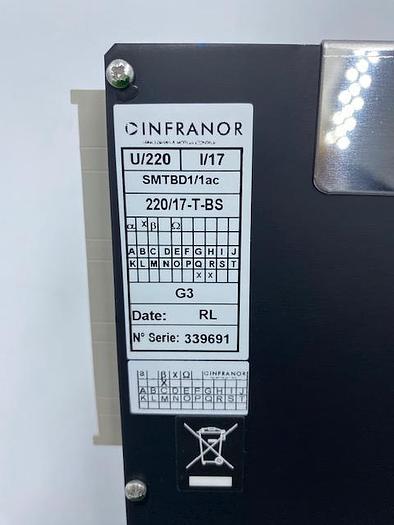 INFRANOR
U/220 I/17
SMTBD1/1ac
220/17-T-BS
α x β Ω
A B C D E F G H I J
K L M N O P Q R S T
x x
G3
Date: RL
N° Serie: 339691
a β x Ω INFRANOR
x
A B C D E F G H I J
K L M N O P Q R S T